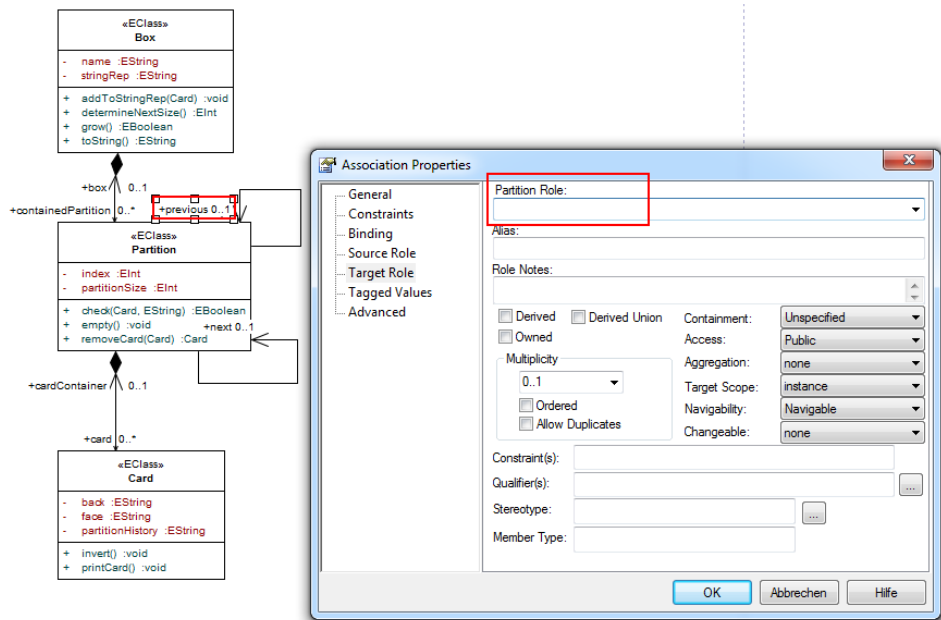 «EClass»
Box
- name :EString
- stringRep :EString
+ addToStringRep(Card) :void
+ determineNextSize() :EInt
+ grow() :EBoolean
+ toString() :EString
+box 0..1
+containedPartition 0..*
+previous 0..1
«EClass»
Partition
- index :EInt
- partitionSize :EInt
+ check(Card, EString) :EBoolean
+ empty() :void
+next 0..1
+ removeCard(Card) :Card
+cardContainer 0..1
+card 0..*
«EClass»
Card
- back :EString
- face :EString
- partitionHistory :EString
+ invert() :void
+ printCard() :void
Association Properties
General
Constraints
Binding
Source Role
Target Role
Tagged Values
Advanced
Partition Role:
Alias:
Role Notes:
Derived
Derived Union
Owned
Multiplicity
0..1
Ordered
Allow Duplicates
Containment: Unspecified
Access: Public
Aggregation: none
Target Scope: instance
Navigability: Navigable
Changeable: none
Constraint(s):
Qualifier(s): ...
Stereotype: ...
Member Type:
OK Abbrechen Hilfe